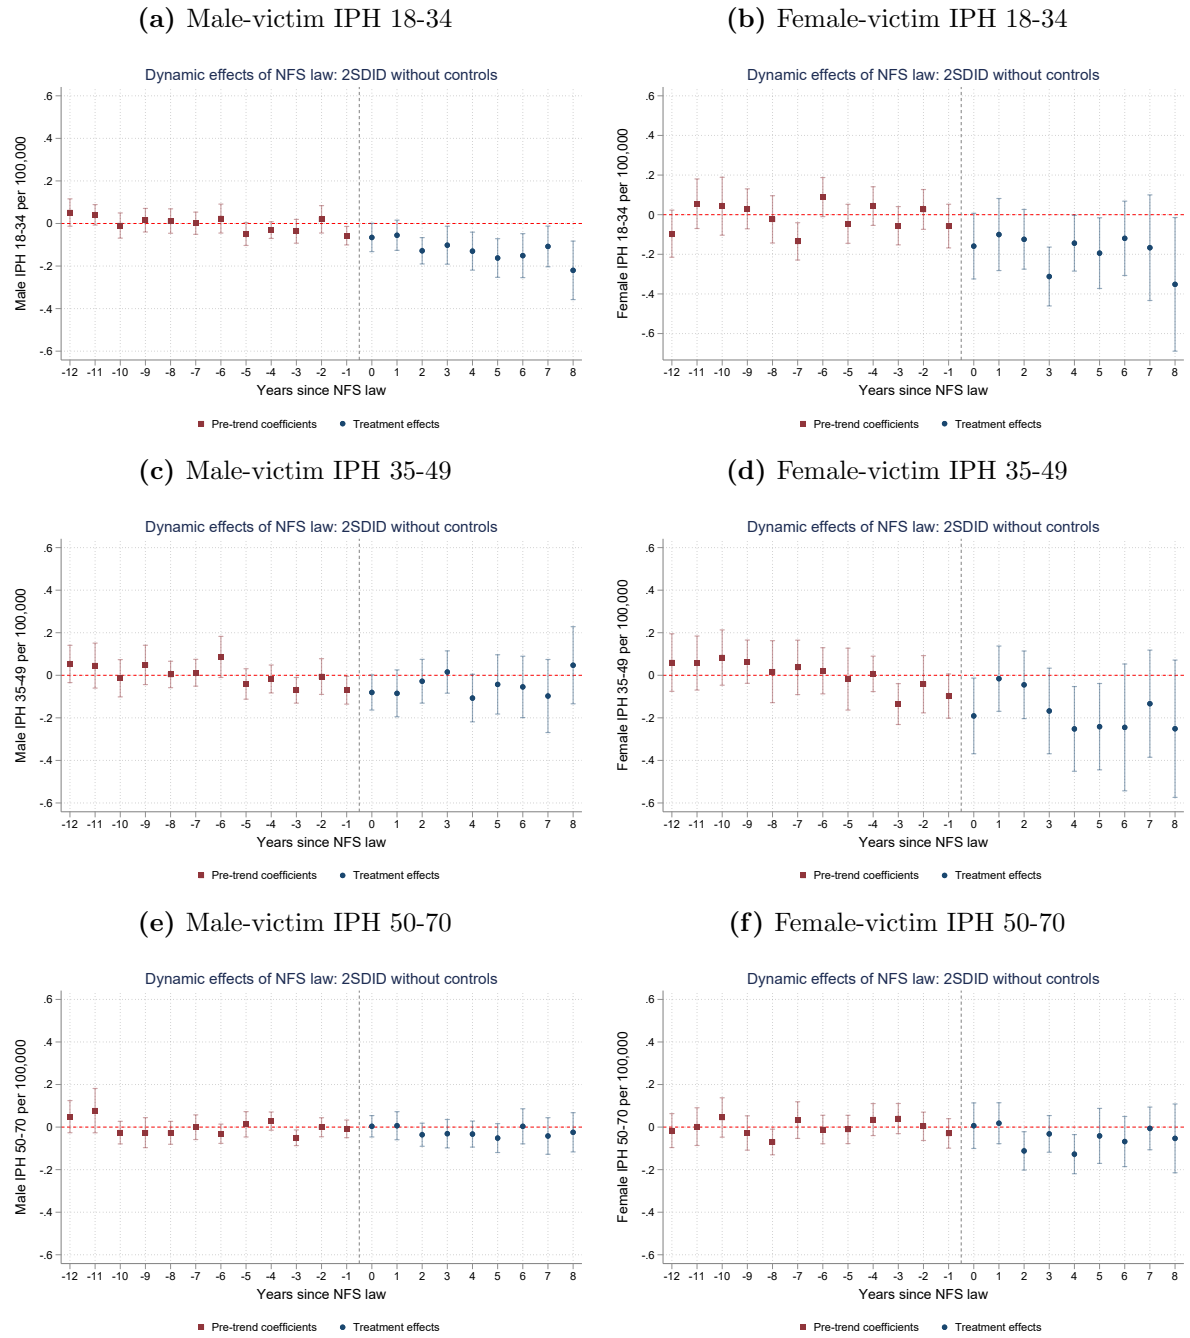 (a) Male-victim IPH 18-34
Dynamic effects of NFS law: 2SDID without controls
Male IPH 18-34 per 100,000
.6
.4
.2
0
-.2
-.4
-.6
-12 -11 -10 -9 -8 -7 -6 -5 -4 -3 -2 -1 0 1 2 3 4 5 6 7 8
Years since NFS law
Pre-trend coefficients Treatment effects
(b) Female-victim IPH 18-34
Dynamic effects of NFS law: 2SDID without controls
Female IPH 18-34 per 100,000
.6
.4
.2
0
-.2
-.4
-.6
-12 -11 -10 -9 -8 -7 -6 -5 -4 -3 -2 -1 0 1 2 3 4 5 6 7 8
Years since NFS law
Pre-trend coefficients Treatment effects
(c) Male-victim IPH 35-49
Dynamic effects of NFS law: 2SDID without controls
Male IPH 35-49 per 100,000
.6
.4
.2
0
-.2
-.4
-.6
-12 -11 -10 -9 -8 -7 -6 -5 -4 -3 -2 -1 0 1 2 3 4 5 6 7 8
Years since NFS law
Pre-trend coefficients Treatment effects
(d) Female-victim IPH 35-49
Dynamic effects of NFS law: 2SDID without controls
Female IPH 35-49 per 100,000
.6
.4
.2
0
-.2
-.4
-.6
-12 -11 -10 -9 -8 -7 -6 -5 -4 -3 -2 -1 0 1 2 3 4 5 6 7 8
Years since NFS law
Pre-trend coefficients Treatment effects
(e) Male-victim IPH 50-70
Dynamic effects of NFS law: 2SDID without controls
Male IPH 50-70 per 100,000
.6
.4
.2
0
-.2
-.4
-.6
-12 -11 -10 -9 -8 -7 -6 -5 -4 -3 -2 -1 0 1 2 3 4 5 6 7 8
Years since NFS law
Pre-trend coefficients Treatment effects
(f) Female-victim IPH 50-70
Dynamic effects of NFS law: 2SDID without controls
Female IPH 50-70 per 100,000
.6
.4
.2
0
-.2
-.4
-.6
-12 -11 -10 -9 -8 -7 -6 -5 -4 -3 -2 -1 0 1 2 3 4 5 6 7 8
Years since NFS law
Pre-trend coefficients Treatment effects